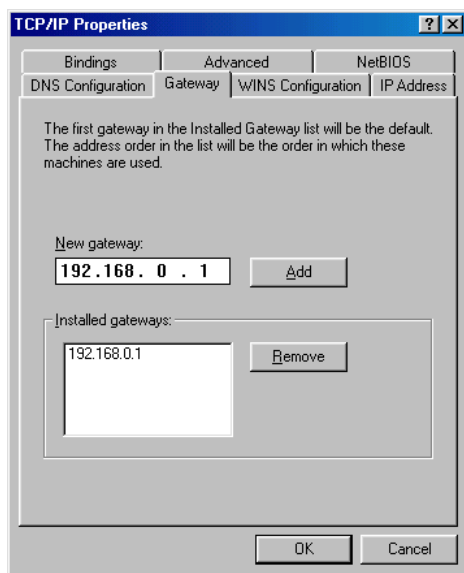 TCP/IP Properties
? ×
Bindings Advanced NetBIOS
DNS Configuration Gateway WINS Configuration IP Address
The first gateway in the Installed Gateway list will be the default.
The address order in the list will be the order in which these
machines are used.
New gateway:
192.168. 0 . 1 Add
Installed gateways:
192.168.0.1 Remove
OK Cancel